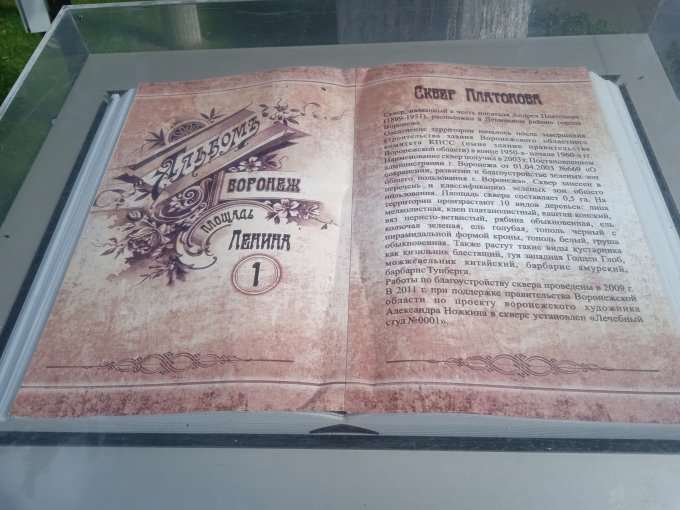 Альбомъ
Воронеж
площадь
Ленина
1
Сквер Платонова
Сквер, названный в честь писателя Андрея Платонова
(1899-1951), расположен в Ленинском районе города
Воронежа.
Озеленение территории началось после завершения
строительства здания Воронежского областного
комитета КПСС (ныне здание правительства
Воронежской области) в конце 1950-х- начале 1960-х гг.
Наименование сквер получил в 2003 г. Постановлением
администрации г. Воронежа от 01.04.2003 №669 «О
сохранении, развитии и благоустройстве зеленых зон
общего пользования г. Воронежа». Сквер занесен в
перечень и классификацию зеленых зон общего
пользования. Площадь сквера составляет 0,5 га. На
территории произрастают 10 видов деревьев: липа
мелколистная, клен платанолистный, каштан конский,
вяз перисто-ветвистый, рябина обыкновенная, ель
колючая зеленая, ель голубая, тополь черный с
пирамидальной формой кроны, тополь белый, груша
обыкновенная. Также растут такие виды кустарника
как кизильник блестящий, туя западная Голден Глоб,
можжевельник китайский, барбарис амурский,
барбарис Тунберга.
Работы по благоустройству сквера проведены в 2009 г.
В 2011 г. при поддержке правительства Воронежской
области по проекту воронежского художника
Александра Ножкина в сквере установлен «Лечебный
стул №0001».